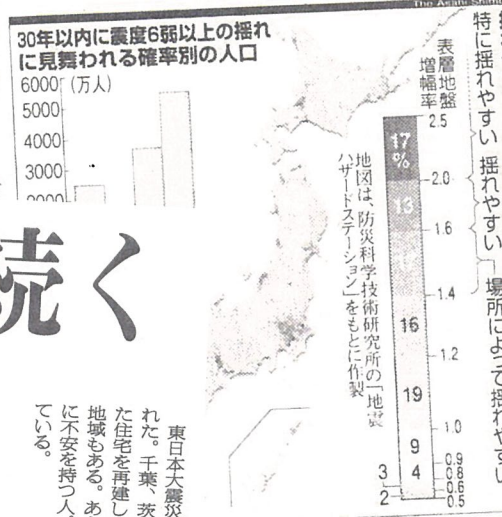 The Asahi Shim
30年以内に震度6弱以上の揺れ
に見舞われる確率別の人口
6000(万人)
5000
4000
3000
2000
続く
東日本大震災
れた。千葉、茨
た住宅を再建し
地域もある。あ
に不安を持つ人
ている。
地図は、防災科学技術研究所の「地震
ハザードステーション」をもとに作製
表層地盤
増幅率
2.5
2.0
1.6
1.4
1.2
1.0
0.9
0.8
0.6
0.5
17
%
13
16
19
9
4
3
2
特に揺れやすい
揺れやすい
場所によって揺れやすい